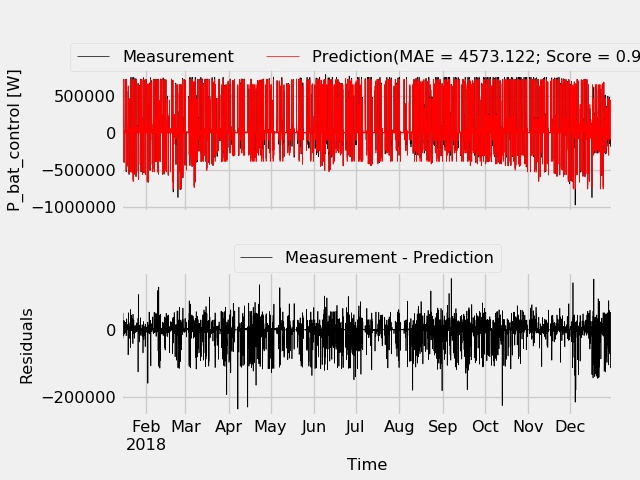 Measurement Prediction(MAE = 4573.122; Score = 0.9
P_bat_control [W]
500000
0
−500000
−1000000
Measurement - Prediction
Residuals
0
−200000
Feb Mar Apr May Jun Jul Aug Sep Oct Nov Dec
2018
Time